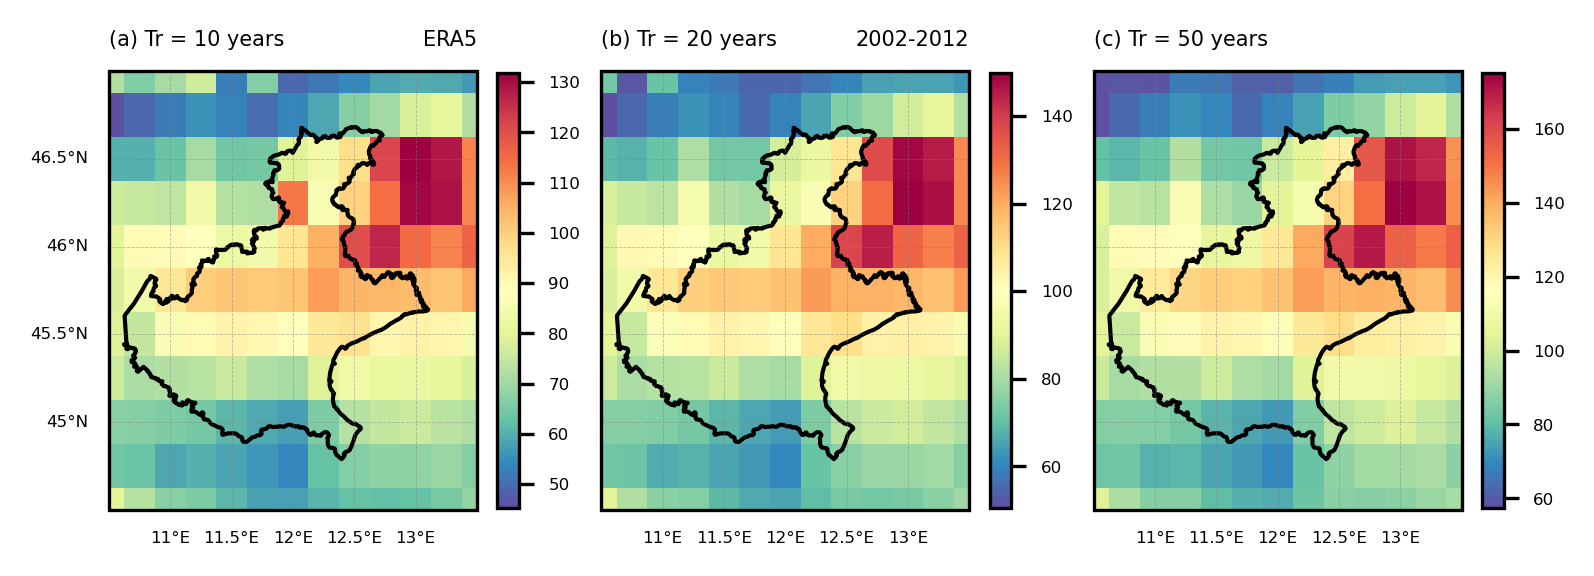 (a) Tr = 10 years ERA5
(b) Tr = 20 years 2002-2012
(c) Tr = 50 years
46.5°N
46°N
45.5°N
45°N
11°E 11.5°E 12°E 12.5°E 13°E
130
120
110
100
90
80
70
60
50
11°E 11.5°E 12°E 12.5°E 13°E
140
120
100
80
60
11°E 11.5°E 12°E 12.5°E 13°E
160
140
120
100
80
60